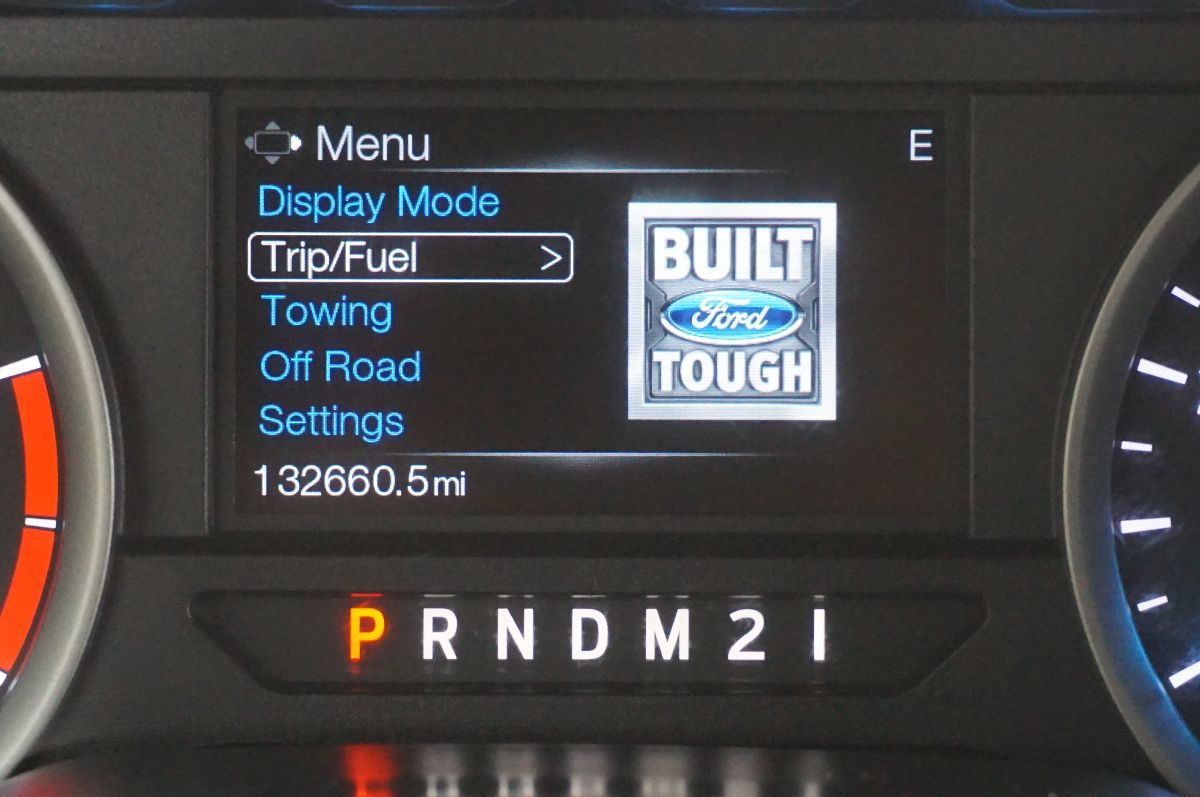 Menu E
Display Mode
Trip/Fuel >
Towing
Off Road
Settings
132660.5mi
BUILT
Ford
TOUGH
P R N D M 2 1